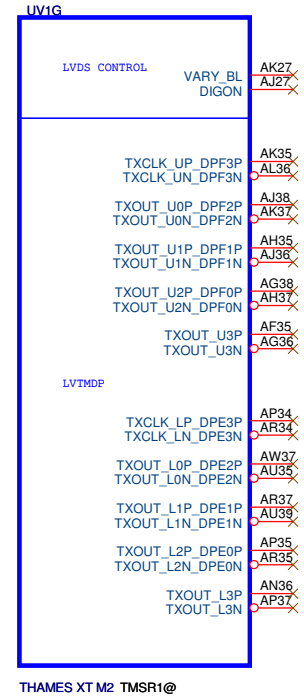 UV1G
LVDS CONTROL
VARY_BL AK27
DIGON AJ27
TXCLK_UP_DPF3P AK35
TXCLK_UN_DPF3N AL36
TXOUT_U0P_DPF2P AJ38
TXOUT_U0N_DPF2N AK37
TXOUT_U1P_DPF1P AH35
TXOUT_U1N_DPF1N AJ36
TXOUT_U2P_DPF0P AG38
TXOUT_U2N_DPF0N AH37
TXOUT_U3P AF35
TXOUT_U3N AG36
LVTMDP
TXCLK_LP_DPE3P AP34
TXCLK_LN_DPE3N AR34
TXOUT_L0P_DPE2P AW37
TXOUT_L0N_DPE2N AU35
TXOUT_L1P_DPE1P AR37
TXOUT_L1N_DPE1N AU39
TXOUT_L2P_DPE0P AP35
TXOUT_L2N_DPE0N AR35
TXOUT_L3P AN36
TXOUT_L3N AP37
THAMES XT M2 TMSR1@